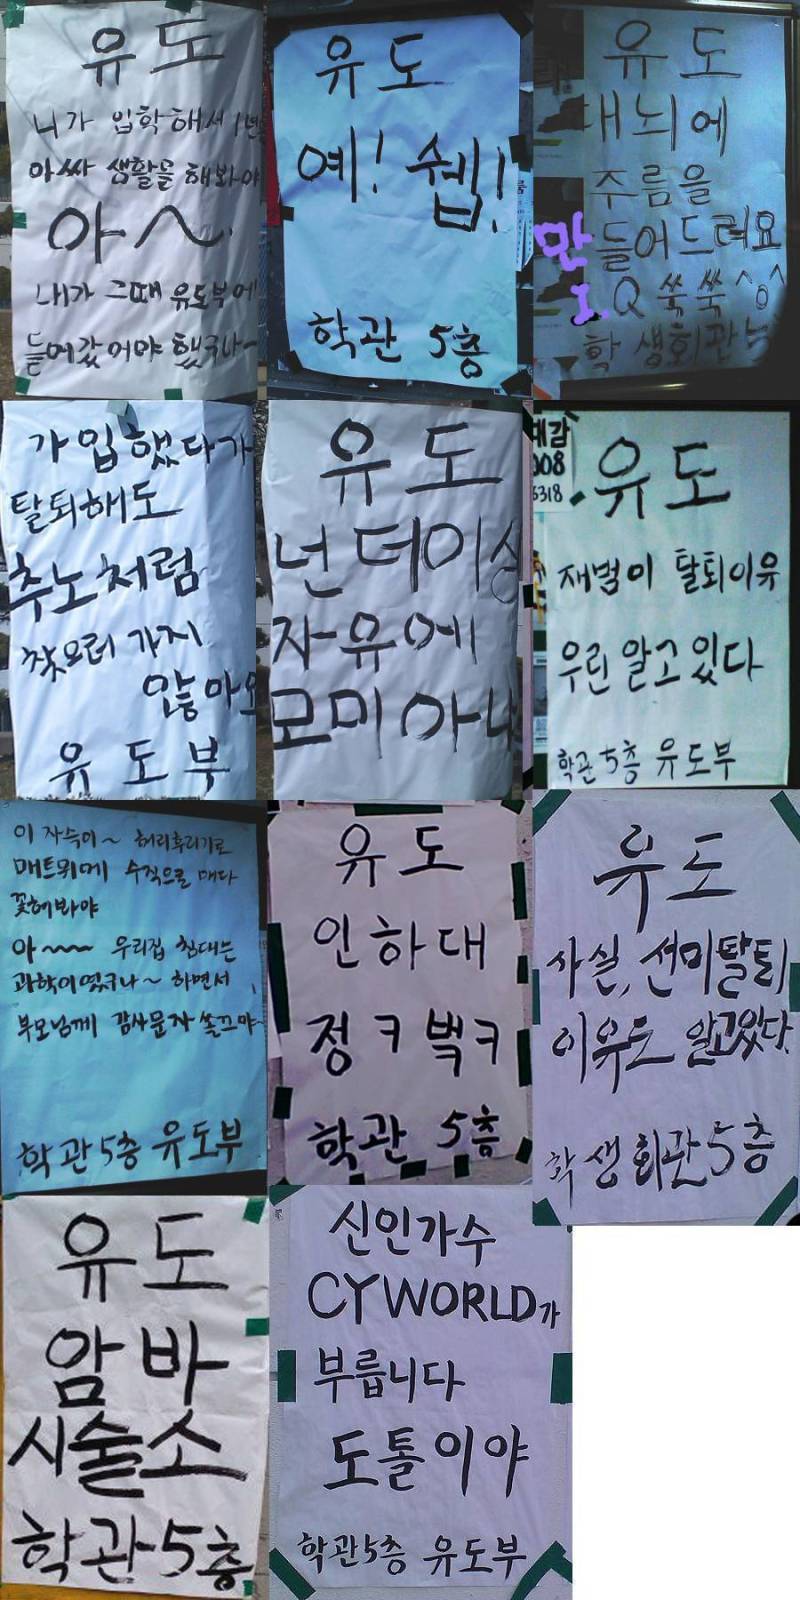 유도
니가 입학해서 1년을
아싸 생활을 해봐야
아~
내가 그때 유도부에
들어갔어야 했구나~
유도
예! 쉡!
학관 5층
유도
대뇌에
주름을
만들어드려요
I.Q 쑥쑥^0^
학생회관
가입했다가
탈퇴해도
추노처럼
찾으러 가지
않아요
유도부
유도
넌 더이상
자유에
모미 아냐
유도
재범이 탈퇴이유
우린 알고있다
학관5층 유도부
이 자슥이~ 허리후리기로
매트위에 수직으로 매다
꽂혀봐야
아~~~ 우리집 침대는
과학이였구나~ 하면서,
부모님께 감사문자 쏠끄야~
학관5층 유도부
유도
인하대
정ㅋ벅ㅋ
학관 5층
유도
사실, 선미탈퇴
이유도 알고있다.
학생회관5층
유도
암바
시술소
학관5층
신인가수
CYWORLD가
부릅니다
도톨이야
학관5층 유도부